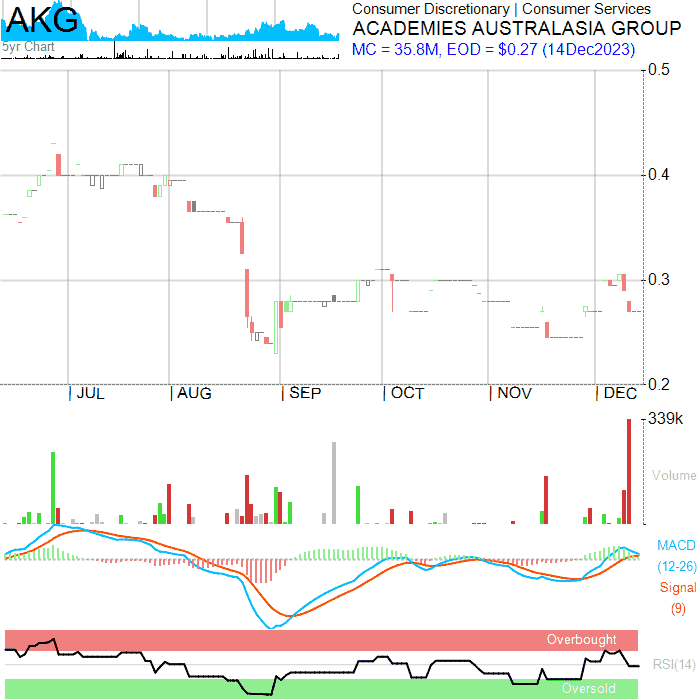 AKG
5yr Chart
Consumer Discretionary | Consumer Services
ACADEMIES AUSTRALASIA GROUP
MC = 35.8M, EOD = $0.27 (14Dec2023)
0.5
0.4
0.3
0.2
JUL AUG SEP OCT NOV DEC
339k
Volume
MACD
(12-26)
Signal
(9)
Overbought
RSI(14)
Oversold